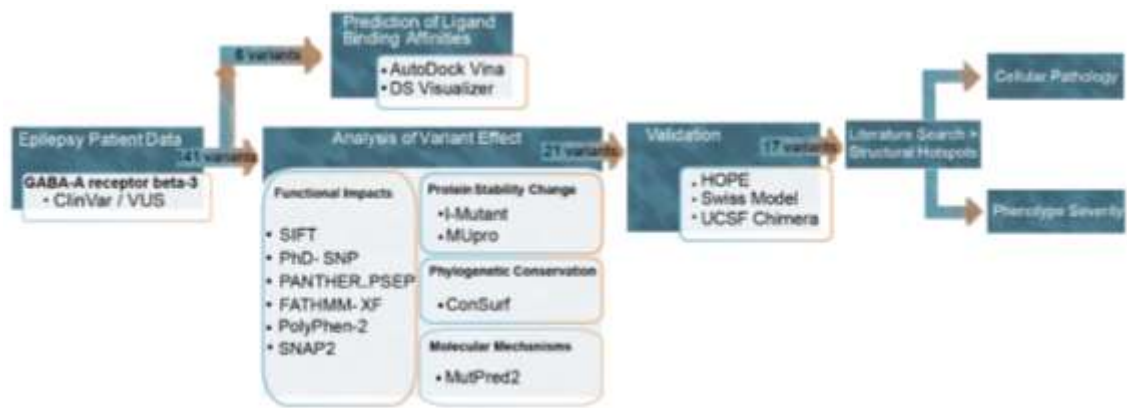 Prediction of Ligand
Binding Affinities
6 variants
• AutoDock Vina
• DS Visualizer
Epilepsy Patient Data
141 variants
GABA-A receptor beta-3
• ClinVar / VUS
Analysis of Variant Effect
21 variants
Functional Impacts
• SIFT
• PhD- SNP
• PANTHER..PSEP
• FATHMM- XF
• PolyPhen-2
• SNAP2
Protein Stability Change
•I-Mutant
• MUpro
Phylogenetic Conservation
•ConSurf
Molecular Mechanisms
• MutPred2
Validation
17 variants
• HOPE
• Swiss Model
• UCSF Chimera
Literature Search +
Structural Hotspots
Cellular Pathology
Phenotype Severity